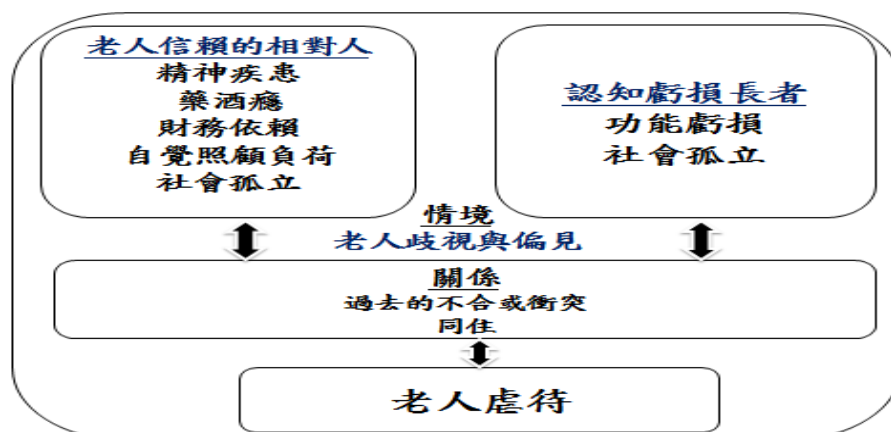 老人信賴的相對人
精神疾患
藥酒癮
財務依賴
自覺照顧負荷
社會孤立
認知虧損長者
功能虧損
社會孤立
情境
老人歧視與偏見
關係
過去的不合或衝突
同住
老人虐待